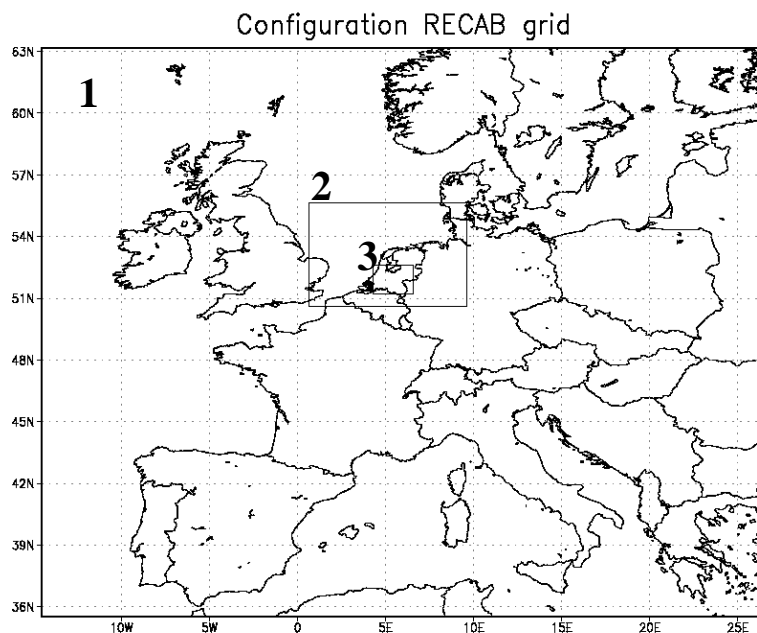 Configuration RECAB grid
63N
1
60N
57N
2
54N
3
51N
48N
45N
42N
39N
36N
10W 5W 0 5E 10E 15E 20E 25E